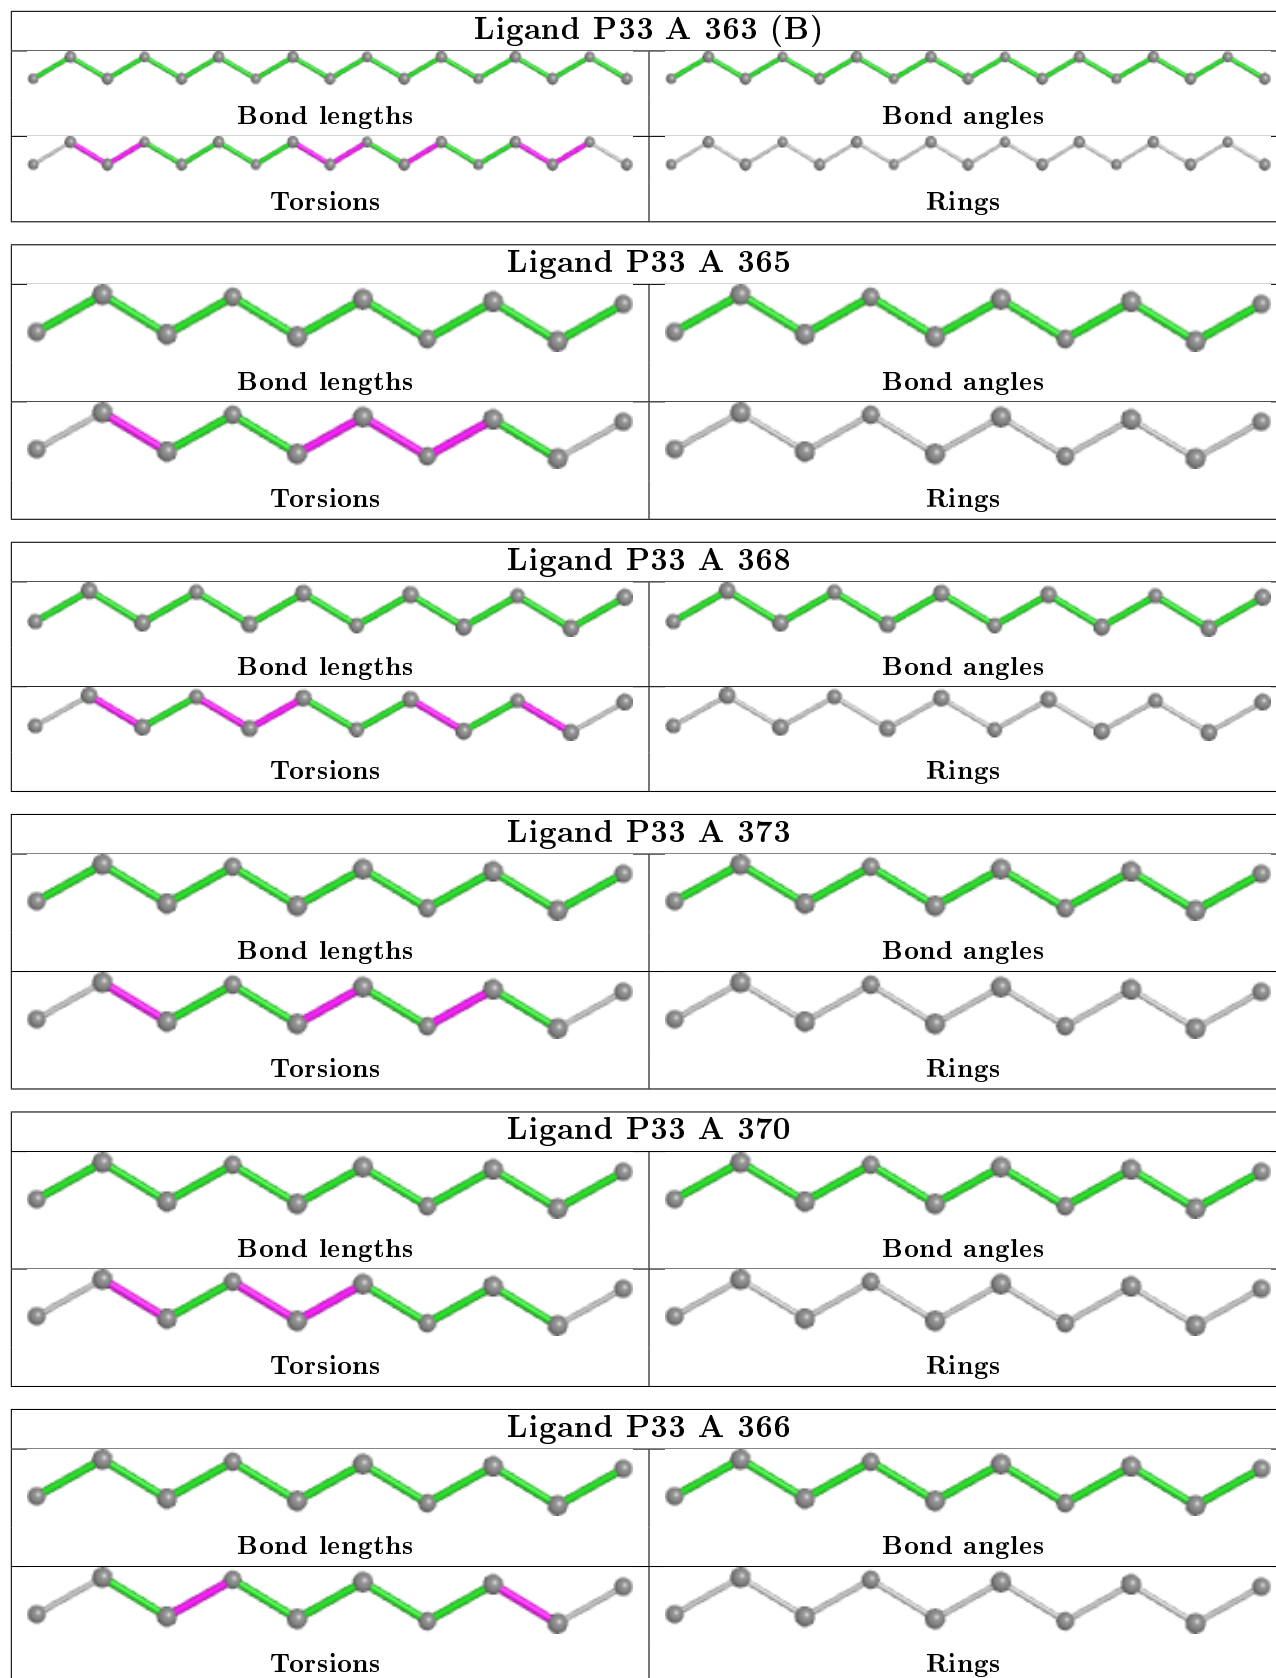 Ligand P33 A 363 (B)
Bond lengths
Bond angles
Torsions
Rings
Ligand P33 A 365
Bond lengths
Bond angles
Torsions
Rings
Ligand P33 A 368
Bond lengths
Bond angles
Torsions
Rings
Ligand P33 A 373
Bond lengths
Bond angles
Torsions
Rings
Ligand P33 A 370
Bond lengths
Bond angles
Torsions
Rings
Ligand P33 A 366
Bond lengths
Bond angles
Torsions
Rings